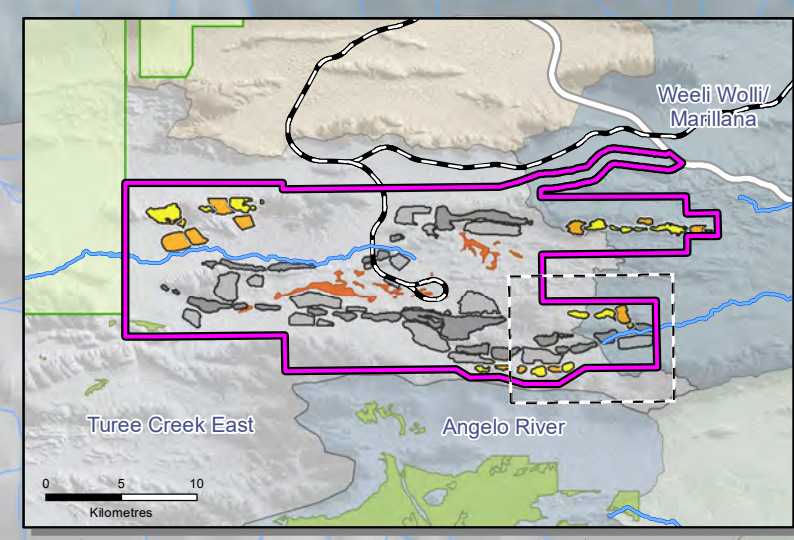 Weeli Wolli/
Marillana
Turee Creek East
Angelo River
0 5 10
Kilometres